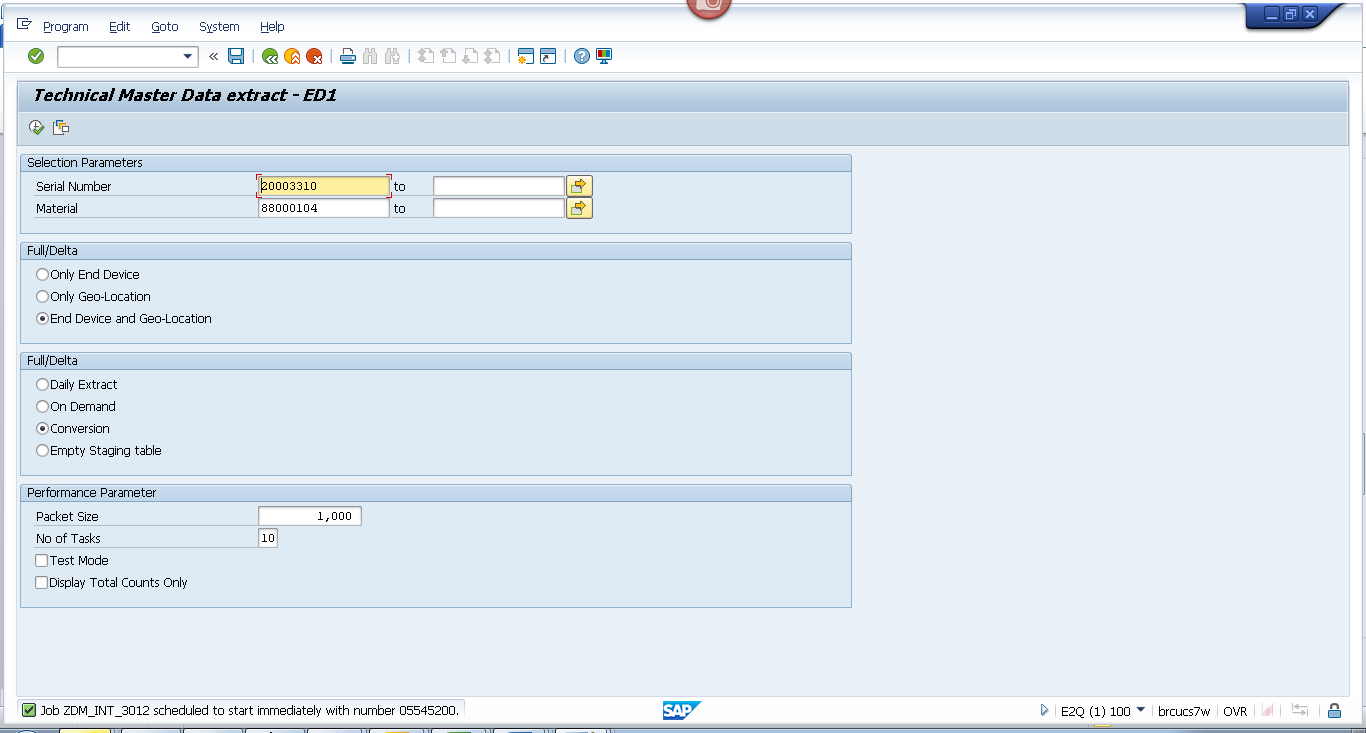 Program Edit Goto System Help
Technical Master Data extract - ED1
Selection Parameters
Serial Number 20003310 to
Material 88000104 to
Full/Delta
Only End Device
Only Geo-Location
End Device and Geo-Location
Full/Delta
Daily Extract
On Demand
Conversion
Empty Staging table
Performance Parameter
Packet Size 1,000
No of Tasks 10
Test Mode
Display Total Counts Only
Job ZDM_INT_3012 scheduled to start immediately with number 05545200. SAP E2Q (1) 100 brcucs7w OVR